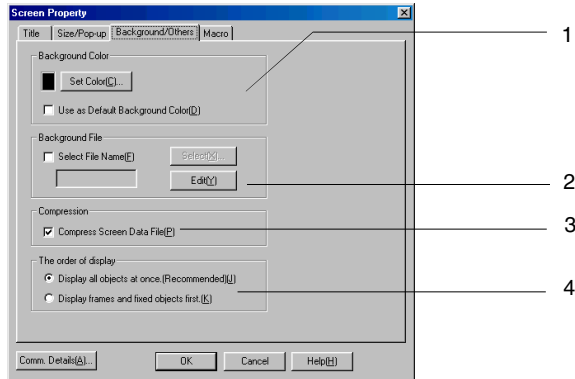 Screen Property
Title Size/Pop-up Background/Others Macro
Background Color
Set Color(C)...
Use as Default Background Color(D)
Background File
Select File Name(F) Select(X)...
Edit(Y)
Compression
Compress Screen Data File(P)
The order of display
Display all objects at once.(Recommended)(J)
Display frames and fixed objects first.(K)
Comm. Details(A)... OK Cancel Help(H)
1
2
3
4